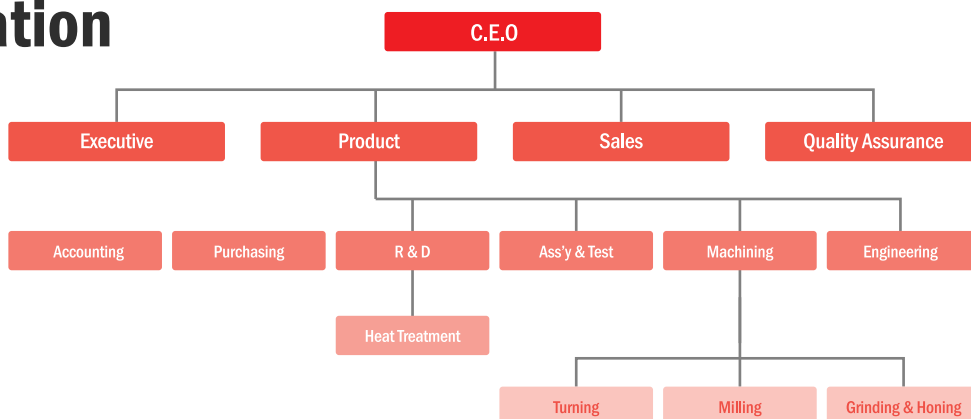 ation
C.E.O
Executive
Product
Sales
Quality Assurance
Accounting
Purchasing
R & D
Ass'y & Test
Machining
Engineering
Heat Treatment
Turning
Milling
Grinding & Honing